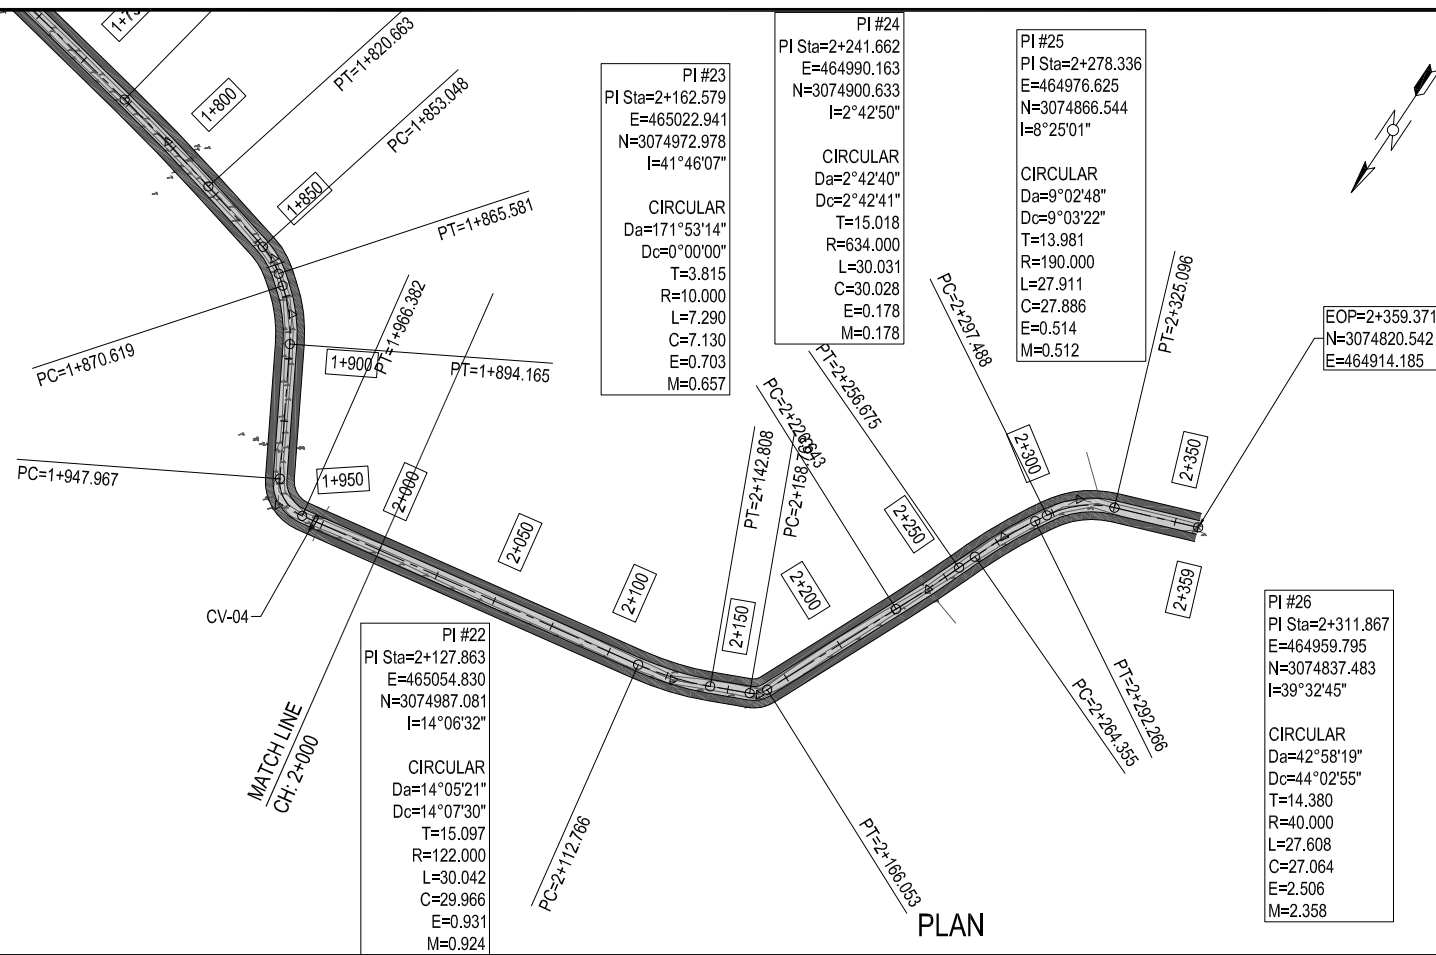 1+800
PT=1+820.663
PC=1+853.048
1+850
PT=1+865.581
PC=1+870.619
PT=1+966.382
1+900
PT=1+894.165
PC=1+947.967
1+950
2+000
CV-04
MATCH LINE
CH: 2+000
2+050
2+100
PC=2+112.766
PI #22
PI Sta=2+127.863
E=465054.830
N=3074987.081
I=14°06'32"
CIRCULAR
Da=14°05'21"
Dc=14°07'30"
T=15.097
R=122.000
L=30.042
C=29.966
E=0.931
M=0.924
PI #23
PI Sta=2+162.579
E=465022.941
N=3074972.978
I=41°46'07"
CIRCULAR
Da=171°53'14"
Dc=0°00'00"
T=3.815
R=10.000
L=7.290
C=7.130
E=0.703
M=0.657
PI #24
PI Sta=2+241.662
E=464990.163
N=3074900.633
I=2°42'50"
CIRCULAR
Da=2°42'40"
Dc=2°42'41"
T=15.018
R=634.000
L=30.031
C=30.028
E=0.178
M=0.178
PI #25
PI Sta=2+278.336
E=464976.625
N=3074866.544
I=8°25'01"
CIRCULAR
Da=9°02'48"
Dc=9°03'22"
T=13.981
R=190.000
L=27.911
C=27.886
E=0.514
M=0.512
EOP=2+359.371
N=3074820.542
E=464914.185
PT=2+142.808
2+150
PT=2+166.053
2+200
PT=2+256.675
2+250
PC=2+264.355
PC=2+297.488
2+300
PT=2+292.266
PT=2+325.096
2+350
2+359
PI #26
PI Sta=2+311.867
E=464959.795
N=3074837.483
I=39°32'45"
CIRCULAR
Da=42°58'19"
Dc=44°02'55"
T=14.380
R=40.000
L=27.608
C=27.064
E=2.506
M=2.358
PLAN